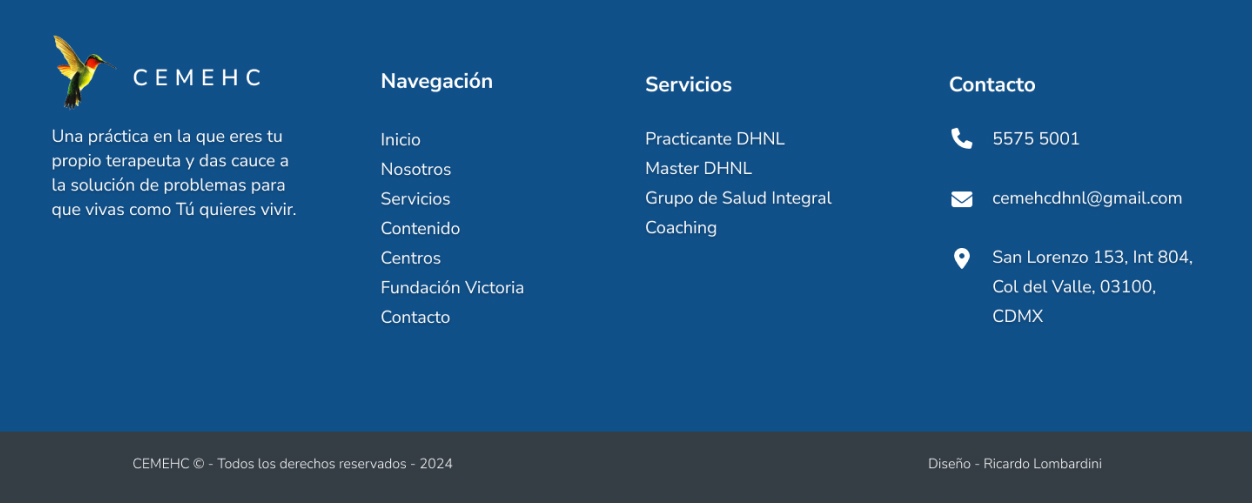 CEMEHC
Una práctica en la que eres tu
propio terapeuta y das cauce a
la solución de problemas para
que vivas como Tú quieres vivir.
Navegación
Inicio
Nosotros
Servicios
Contenido
Centros
Fundación Victoria
Contacto
Servicios
Practicante DHNL
Master DHNL
Grupo de Salud Integral
Coaching
Contacto
5575 5001
cemehcdhnl@gmail.com
San Lorenzo 153, Int 804,
Col del Valle, 03100,
CDMX
CEMEHC © - Todos los derechos reservados - 2024
Diseño - Ricardo Lombardini